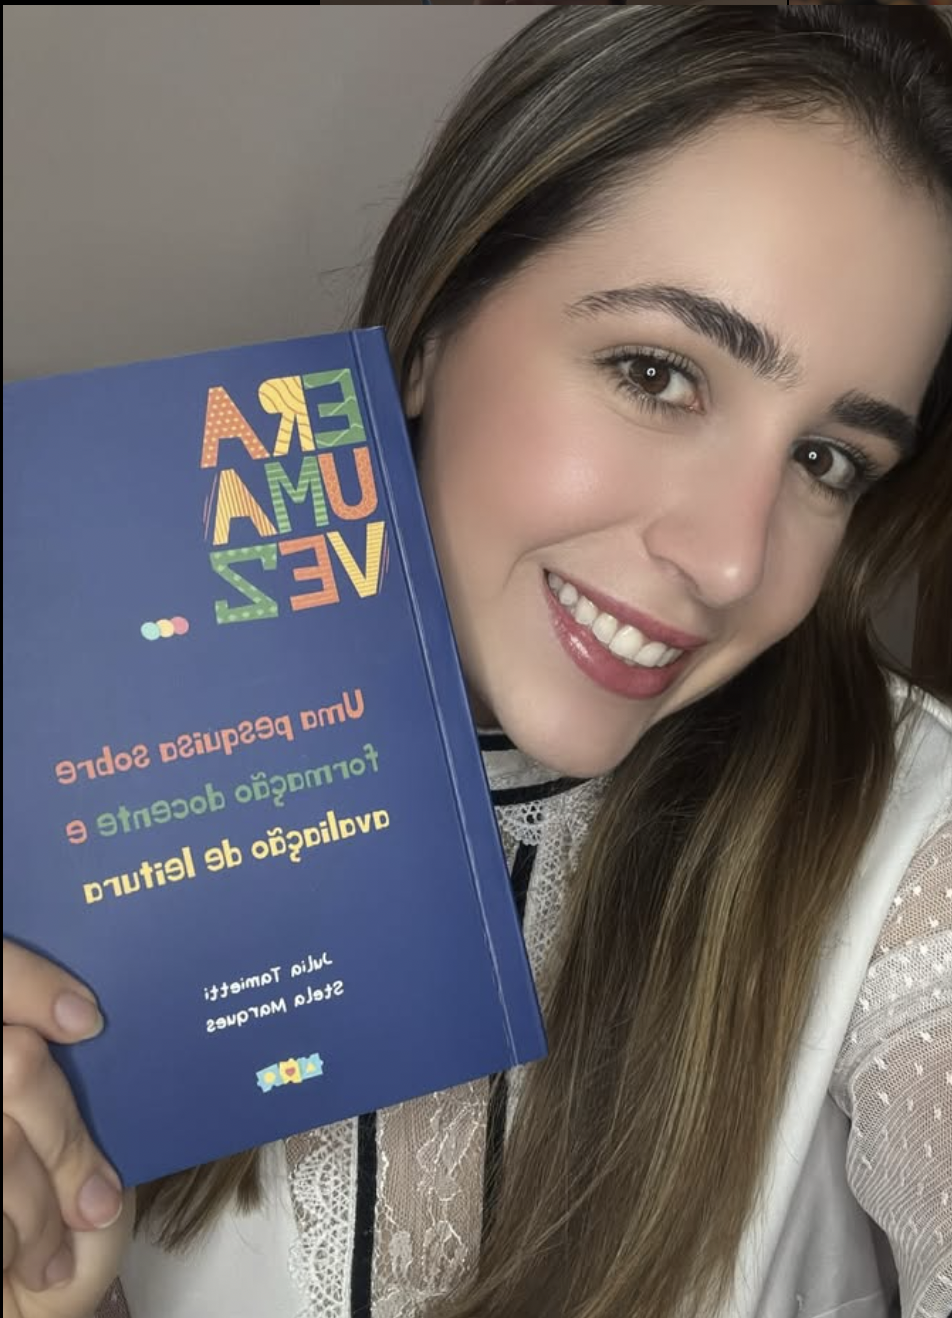 ERA
UMA
VEZ...
Uma pesquisa sobre
formação docente e
avaliação de leitura
Julia Tamietti
Stela Marques